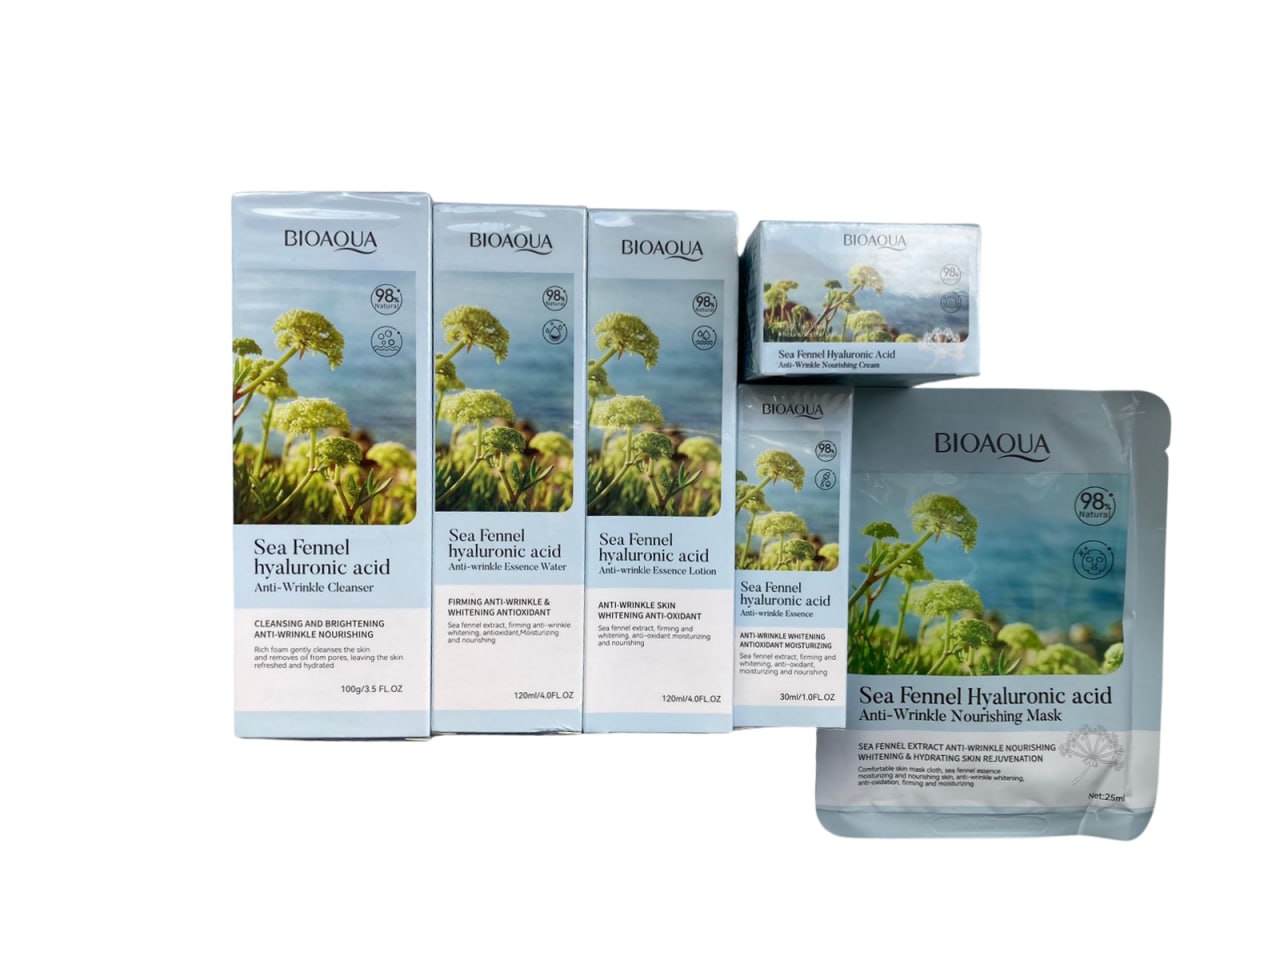 BIOAQUA
98%
Natural
Sea Fennel
hyaluronic acid
Anti-Wrinkle Cleanser
CLEANSING AND BRIGHTENING
ANTI-WRINKLE NOURISHING
Rich foam gently cleanses the skin
and removes oil from pores, leaving the skin
refreshed and hydrated
100g/3.5 FL.OZ
BIOAQUA
98%
Natural
Sea Fennel
hyaluronic acid
Anti-wrinkle Essence Water
FIRMING ANTI-WRINKLE &
WHITENING ANTIOXIDANT
Sea fennel extract, firming anti-wrinkle
whitening, antioxidant,Moisturizing
and nourishing
120ml/4.0FL.OZ
BIOAQUA
98%
Natural
Sea Fennel
hyaluronic acid
Anti-wrinkle Essence Lotion
ANTI-WRINKLE SKIN
WHITENING ANTI-OXIDANT
Sea fennel extract, firming and
whitening, anti-oxidant moisturizing
and nourishing
120ml/4.0FL.OZ
BIOAQUA
98%
Sea Fennel Hyaluronic Acid
Anti-Wrinkle Nourishing Cream
BIOAQUA
98%
Natural
Sea Fennel
hyaluronic acid
Anti-wrinkle Essence
ANTI-WRINKLE WHITENING
ANTIOXIDANT MOISTURIZING
Sea fennel extract, firming and
whitening, anti-oxidant,
moisturizing and nourishing
30ml/1.0FL.OZ
BIOAQUA
98%
Natural
Sea Fennel Hyaluronic acid
Anti-Wrinkle Nourishing Mask
SEA FENNEL EXTRACT ANTI-WRINKLE NOURISHING
WHITENING & HYDRATING SKIN REJUVENATION
Comfortable skin mask cloth, sea fennel essence
moisturizing and nourishing skin, anti-wrinkle whitening,
anti-oxidation, firming and moisturizing
Net:25ml